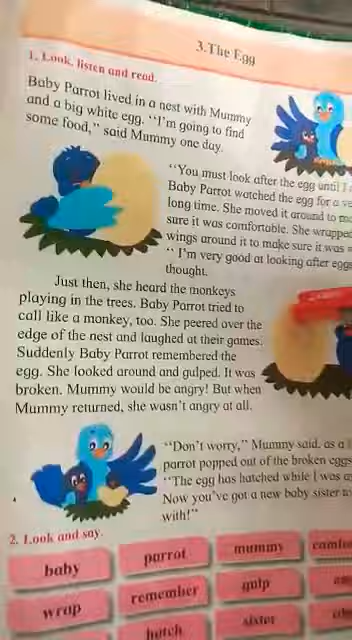 3.The Egg
1. Look, listen and read.
Baby Parrot lived in a nest with Mummy
and a big white egg. “I’m going to find
some food,” said Mummy one day.
“You must look after the egg until I
Baby Parrot watched the egg for a
long time. She moved it around to
sure it was comfortable. She wrapped
wings around it to make sure it was
“ I’m very good at looking after eggs
thought.
Just then, she heard the monkeys
playing in the trees. Baby Parrot tried to
call like a monkey, too. She peered over the
edge of the nest and laughed at their games.
Suddenly Baby Parrot remembered the
egg. She looked around and gulped. It was
broken. Mummy would be angry! But when
Mummy returned, she wasn’t angry at all.
“Don’t worry,” Mummy said, as a
parrot popped out of the broken eggs
“The egg has hatched while I was
Now you’ve got a new baby sister to
with!”
2. Look and say.
baby parrot mummy
wrap remember gulp
hatch sister